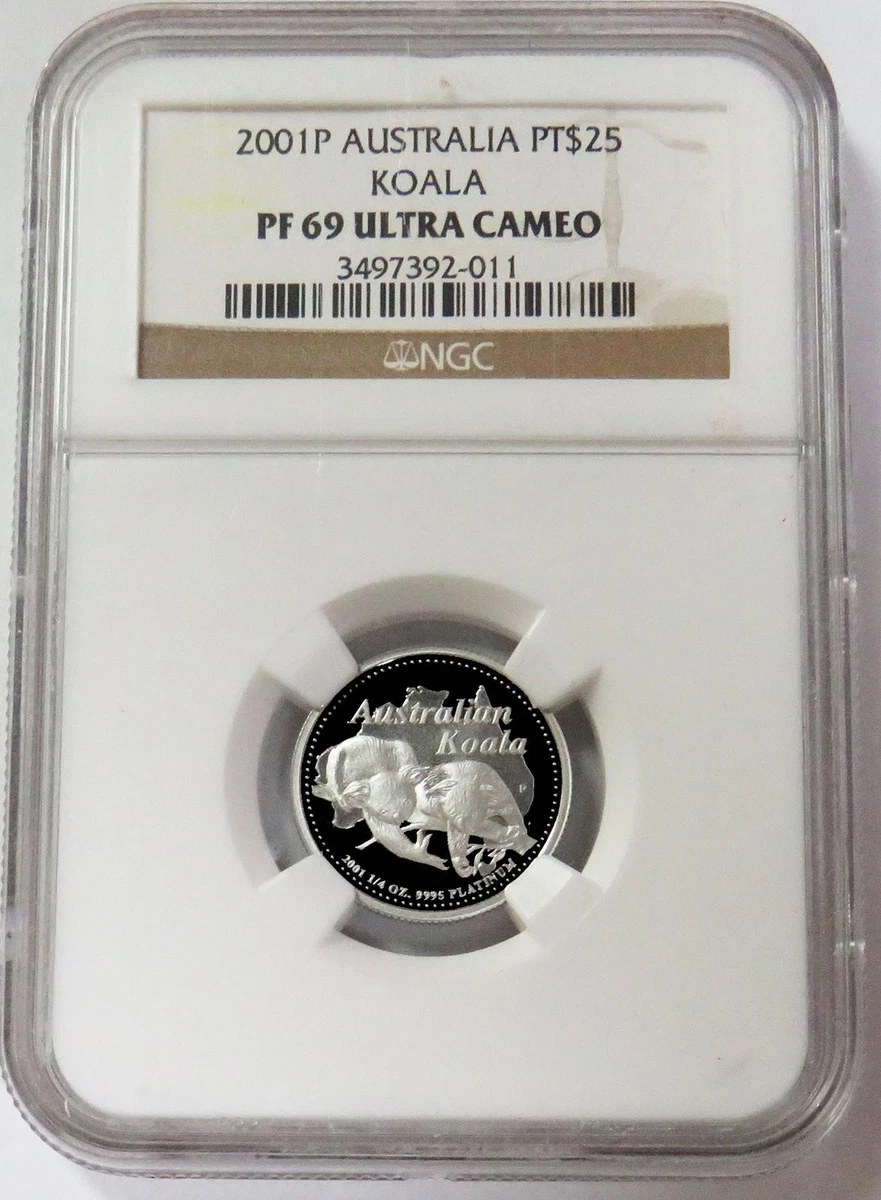 2001P AUSTRALIA PT$25
KOALA
PF 69 ULTRA CAMEO
3497392-011
NGC
Australian
Koala
P
2001 1/4 OZ. 9995 PLATINUM